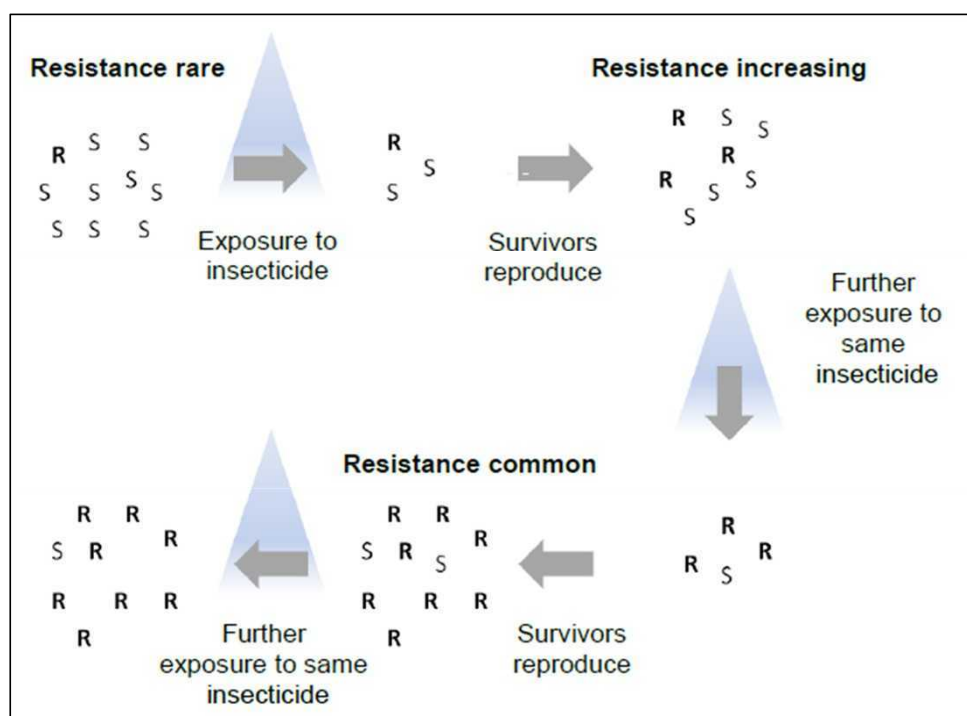 Resistance rare
R S S
S S S S
S S S
Exposure to
insecticide
R
S
S
Survivors
reproduce
Resistance increasing
R S S
R
R S S
S
Further
exposure to
same
insecticide
R
R R
S
Survivors
reproduce
Resistance common
R R
R
S R
S
R R R
R
Further
exposure to same
insecticide
R R
R
S R
R R R
R